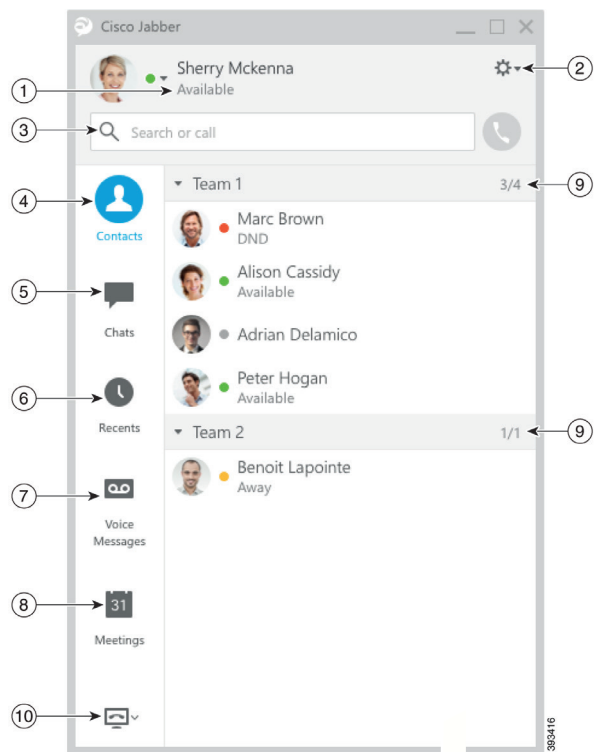 Cisco Jabber
Sherry Mckenna
2
1
Available
3
Search or call
Team 1
3/4
9
4
Marc Brown
DND
Contacts
Alison Cassidy
5
Available
Chats
Adrian Delamico
Peter Hogan
6
Available
Recents
Team 2
1/1
9
Benoit Lapointe
7
Away
Voice
Messages
8
31
Meetings
10
393416